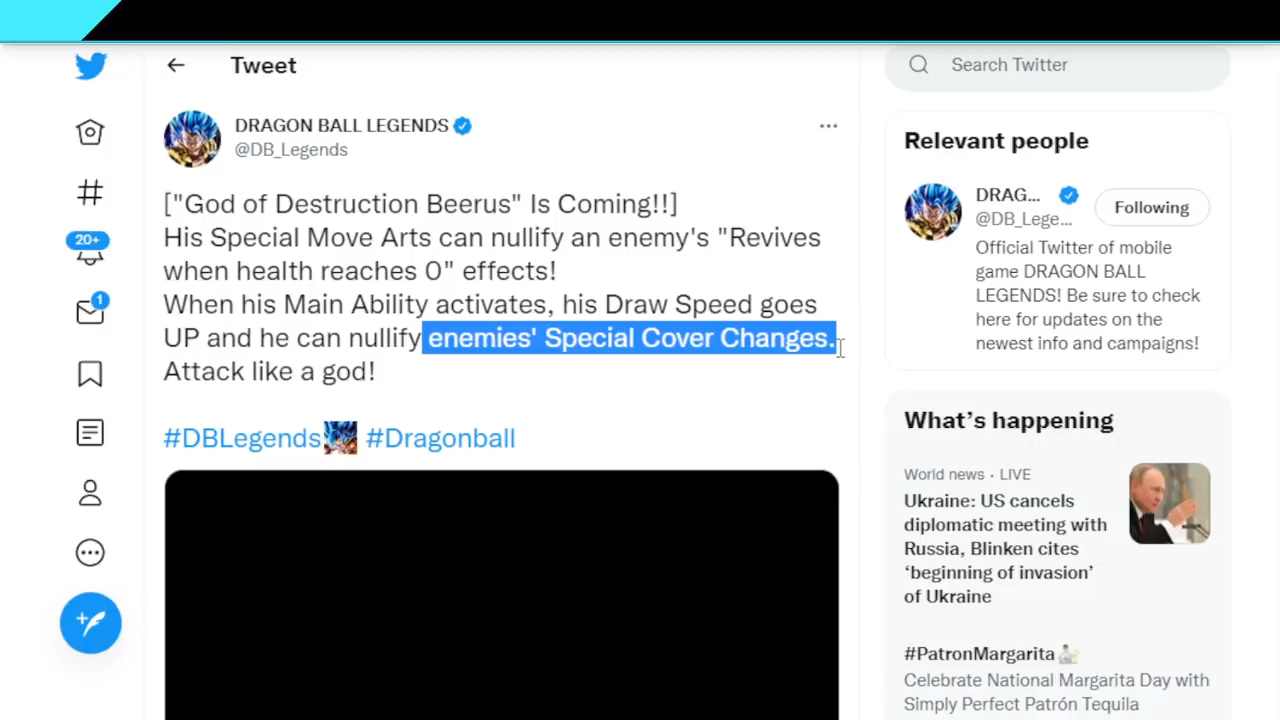 Tweet
DRAGON BALL LEGENDS
@DB_Legends
["God of Destruction Beerus" Is Coming!!]
His Special Move Arts can nullify an enemy's "Revives
when health reaches 0" effects!
When his Main Ability activates, his Draw Speed goes
UP and he can nullify enemies' Special Cover Changes.
Attack like a god!
#DBLegends #Dragonball
20+
1
Search Twitter
Relevant people
DRAG...
@DB_Lege...
Following
Official Twitter of mobile
game DRAGON BALL
LEGENDS! Be sure to check
here for updates on the
newest info and campaigns!
What's happening
World news · LIVE
Ukraine: US cancels
diplomatic meeting with
Russia, Blinken cites
‘beginning of invasion’
of Ukraine
#PatronMargarita
Celebrate National Margarita Day with
Simply Perfect Patrón Tequila